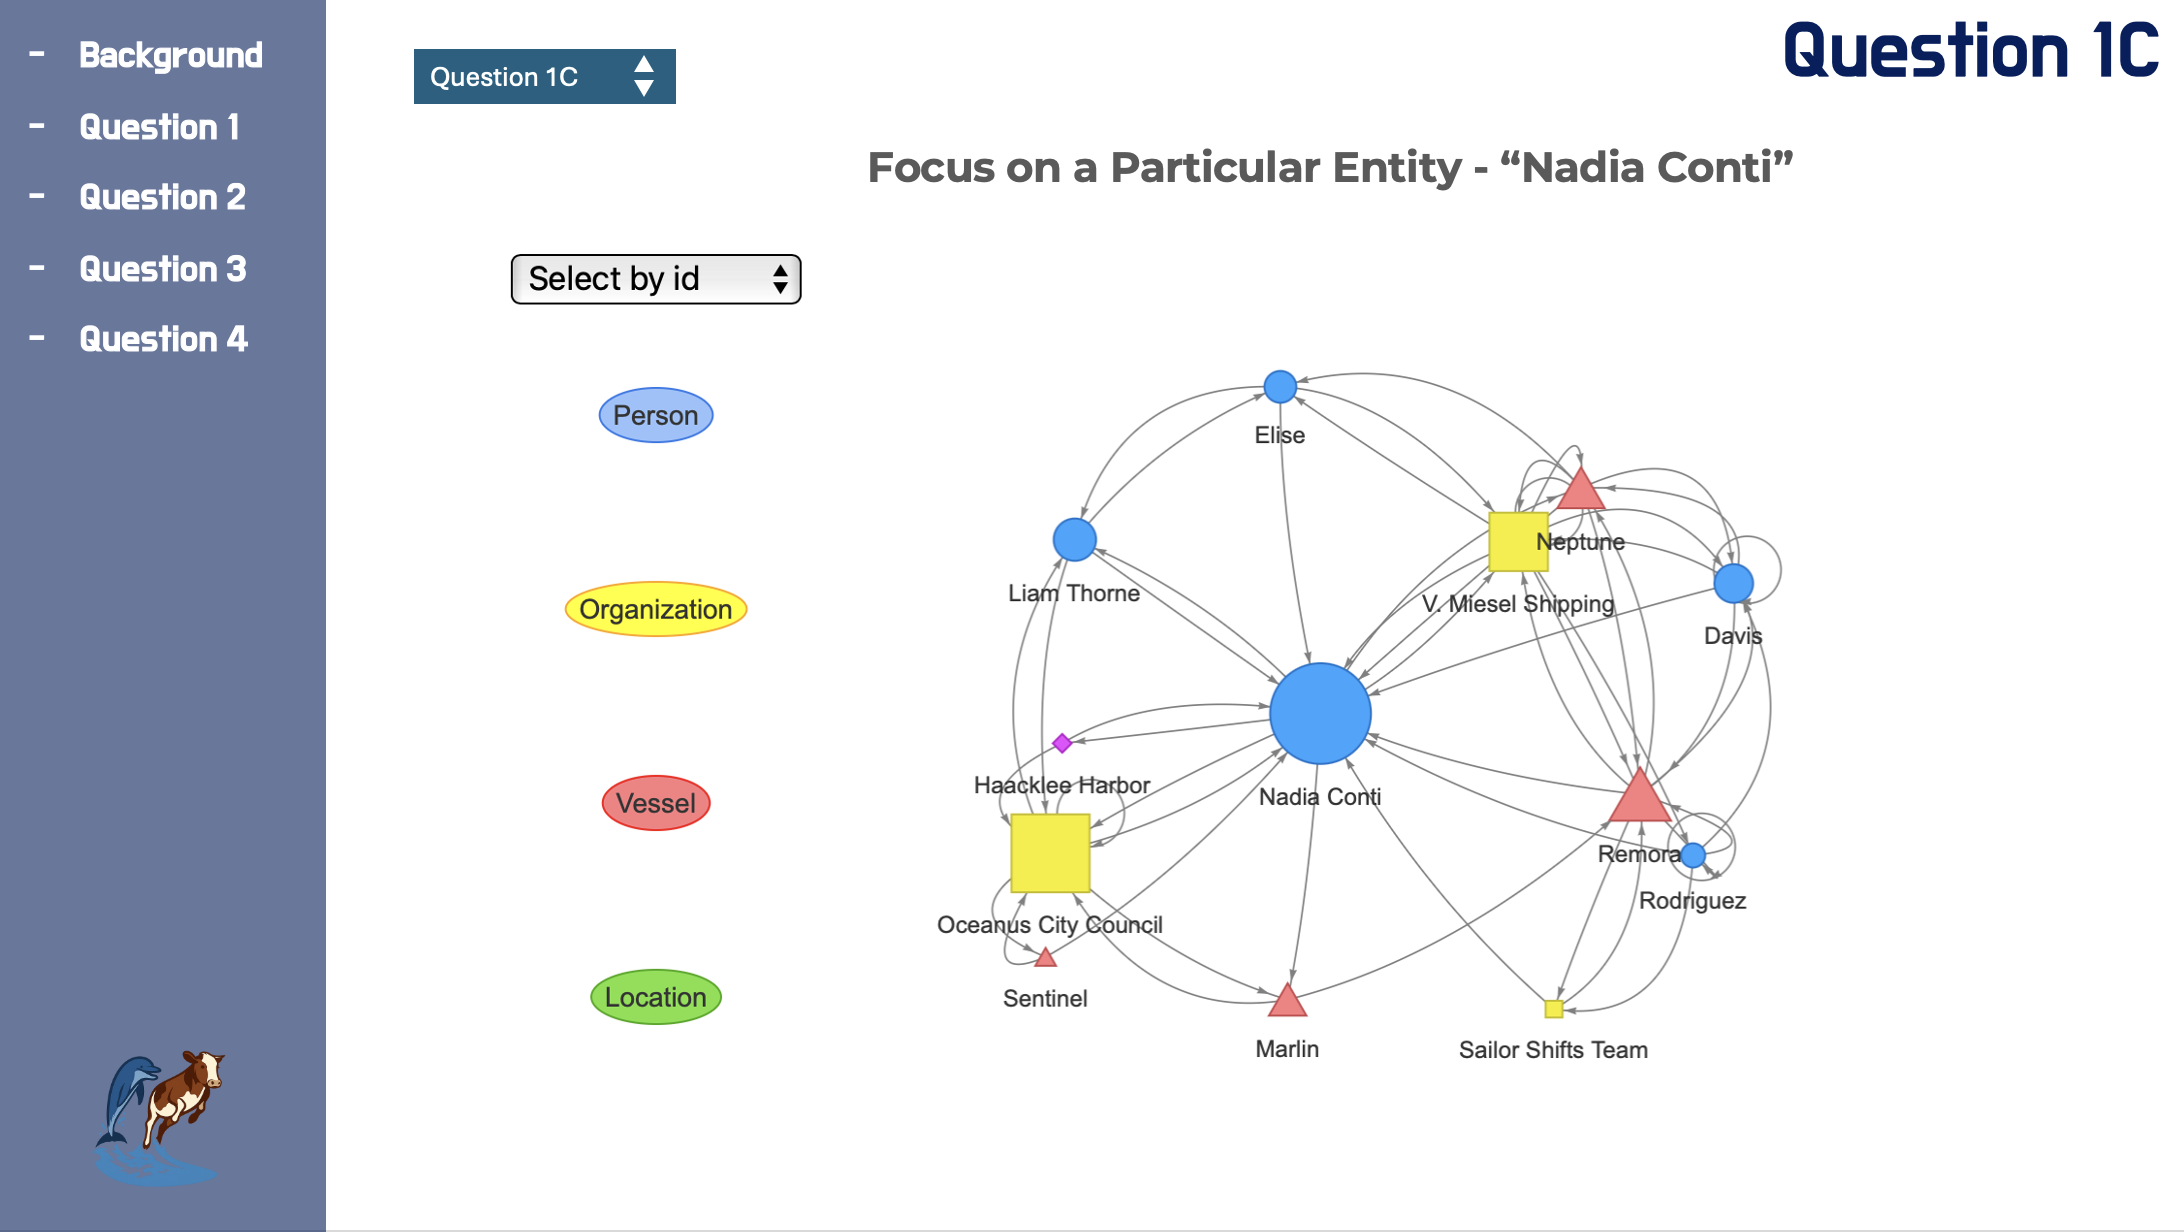 - Background
- Question 1
- Question 2
- Question 3
- Question 4
Question 1C
Question 1C
Focus on a Particular Entity - “Nadia Conti”
Select by id
Person
Organization
Vessel
Location
Elise
Neptune
Liam Thorne
V. Miesel Shipping
Davis
Haacklee Harbor
Nadia Conti
Remora
Rodriguez
Oceanus City Council
Sentinel
Marlin
Sailor Shifts Team